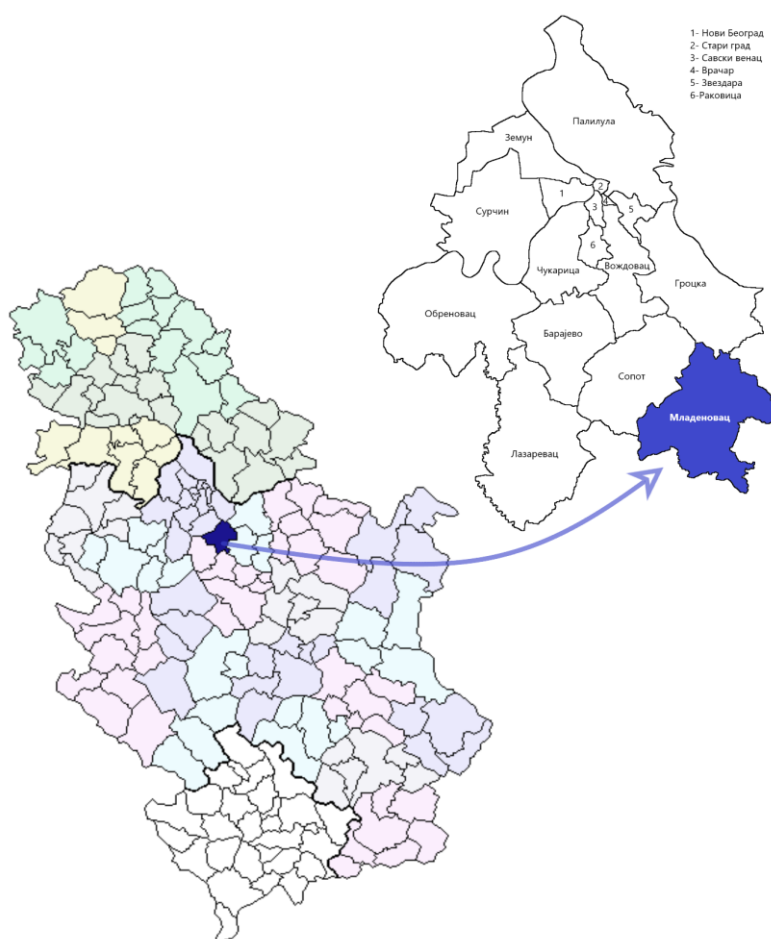 1- Нови Београд
2- Стари град
3- Савски венац
4- Врачар
5- Звездара
6-Раковица
Палилула
Земун
1
2
3
4
5
Сурчин
6
Чукарица
Вождовац
Гроцка
Обреновац
Барајево
Сопот
Младеновац
Лазаревац